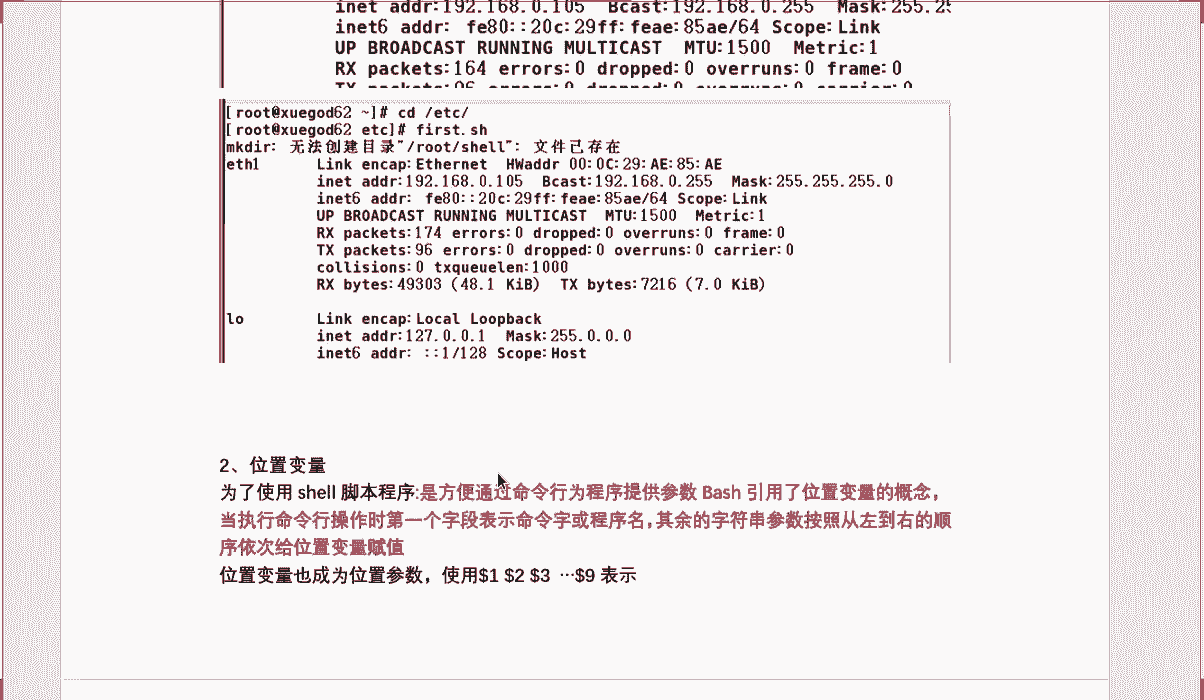 inet addr:192.168.0.105  Bcast:192.168.0.255  Mask:255.25
inet6 addr: fe80::20c:29ff:feae:85ae/64 Scope:Link
UP BROADCAST RUNNING MULTICAST  MTU:1500  Metric:1
RX packets:164 errors:0 dropped:0 overruns:0 frame:0
TX packets:96 errors:0 dropped:0 overruns:0 carrier:0
[root@xuegod62 ~]# cd /etc/
[root@xuegod62 etc]# first.sh
mkdir: 无法创建目录"/root/shell": 文件已存在
eth1      Link encap:Ethernet  HWaddr 00:0C:29:AE:85:AE
inet addr:192.168.0.105  Bcast:192.168.0.255  Mask:255.255.255.0
inet6 addr: fe80::20c:29ff:feae:85ae/64 Scope:Link
UP BROADCAST RUNNING MULTICAST  MTU:1500  Metric:1
RX packets:174 errors:0 dropped:0 overruns:0 frame:0
TX packets:96 errors:0 dropped:0 overruns:0 carrier:0
collisions:0 txqueuelen:1000
RX bytes:49303 (48.1 KiB)  TX bytes:7216 (7.0 KiB)
lo        Link encap:Local Loopback
inet addr:127.0.0.1  Mask:255.0.0.0
inet6 addr: ::1/128 Scope:Host
2、位置变量
为了使用 shell 脚本程序:是方便通过命令行为程序提供参数 Bash 引用了位置变量的概念，
当执行命令行操作时第一个字段表示命令字或程序名,其余的字符串参数按照从左到右的顺
序依次给位置变量赋值
位置变量也成为位置参数，使用$1 $2 $3 …$9 表示